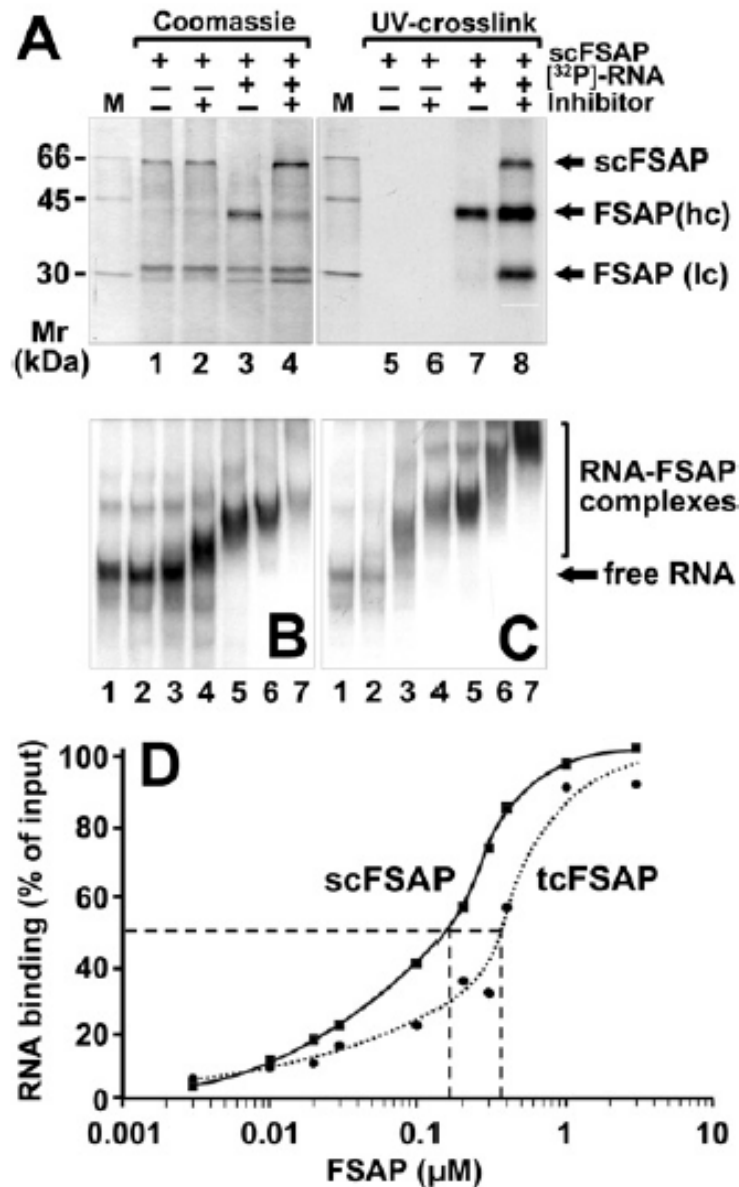 A
Coomassie UV-crosslink
+ + + + + + + + scFSAP
– – + + – – + + [³²P]-RNA
M – + – + M – + – + Inhibitor
66 scFSAP
45 FSAP(hc)
30 FSAP (lc)
Mr
(kDa) 1 2 3 4 5 6 7 8
RNA-FSAP
complexes
free RNA
B C
1 2 3 4 5 6 7 1 2 3 4 5 6 7
D
RNA binding (% of input)
100
80
60
40
20
0
scFSAP tcFSAP
0.001 0.01 0.1 1 10
FSAP (µM)